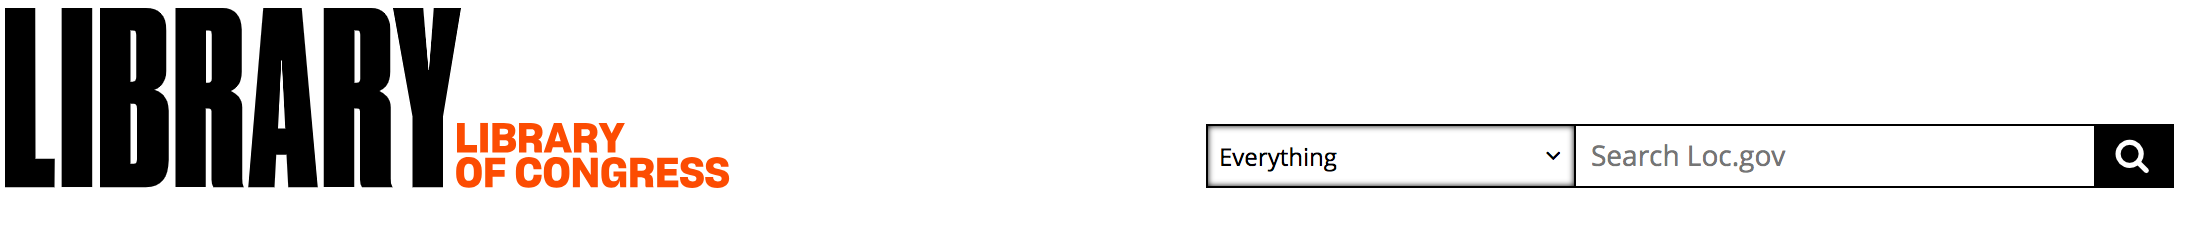 LIBRARY
LIBRARY
OF CONGRESS
Everything
Search Loc.gov